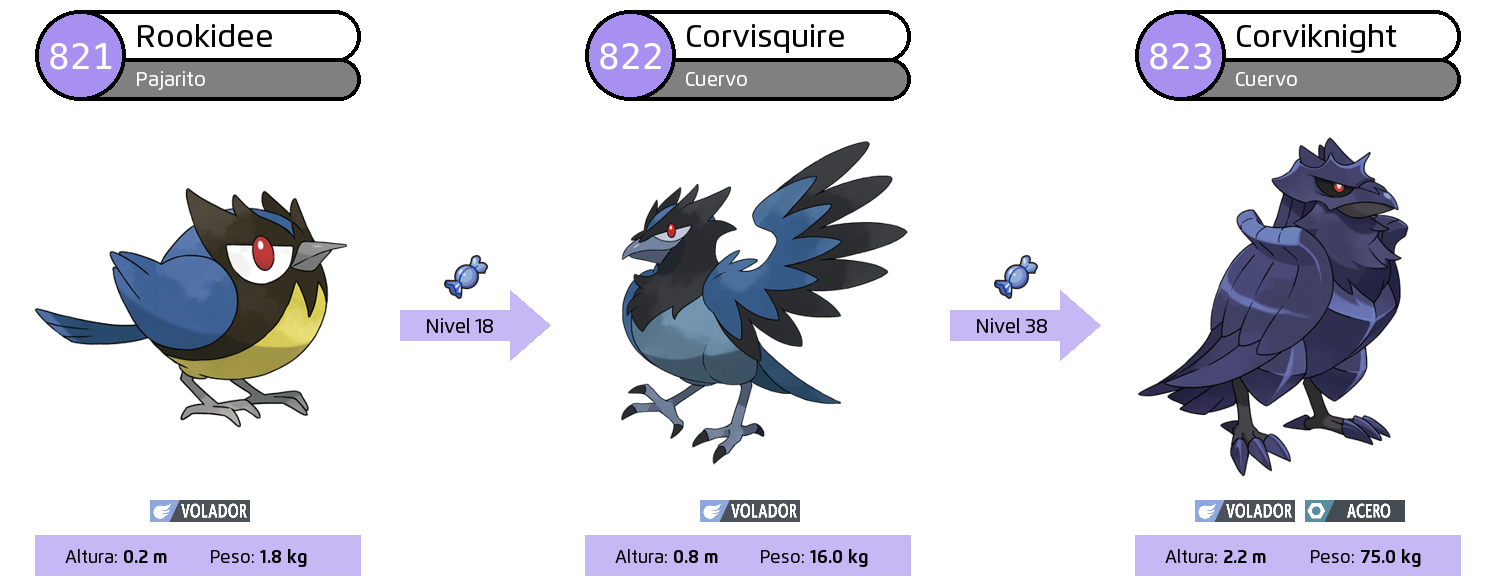 821
Rookidee
Pajarito
822
Corvisquire
Cuervo
823
Corviknight
Cuervo
Nivel 18
Nivel 38
VOLADOR
VOLADOR
VOLADOR ACERO
Altura: 0.2 m Peso: 1.8 kg
Altura: 0.8 m Peso: 16.0 kg
Altura: 2.2 m Peso: 75.0 kg